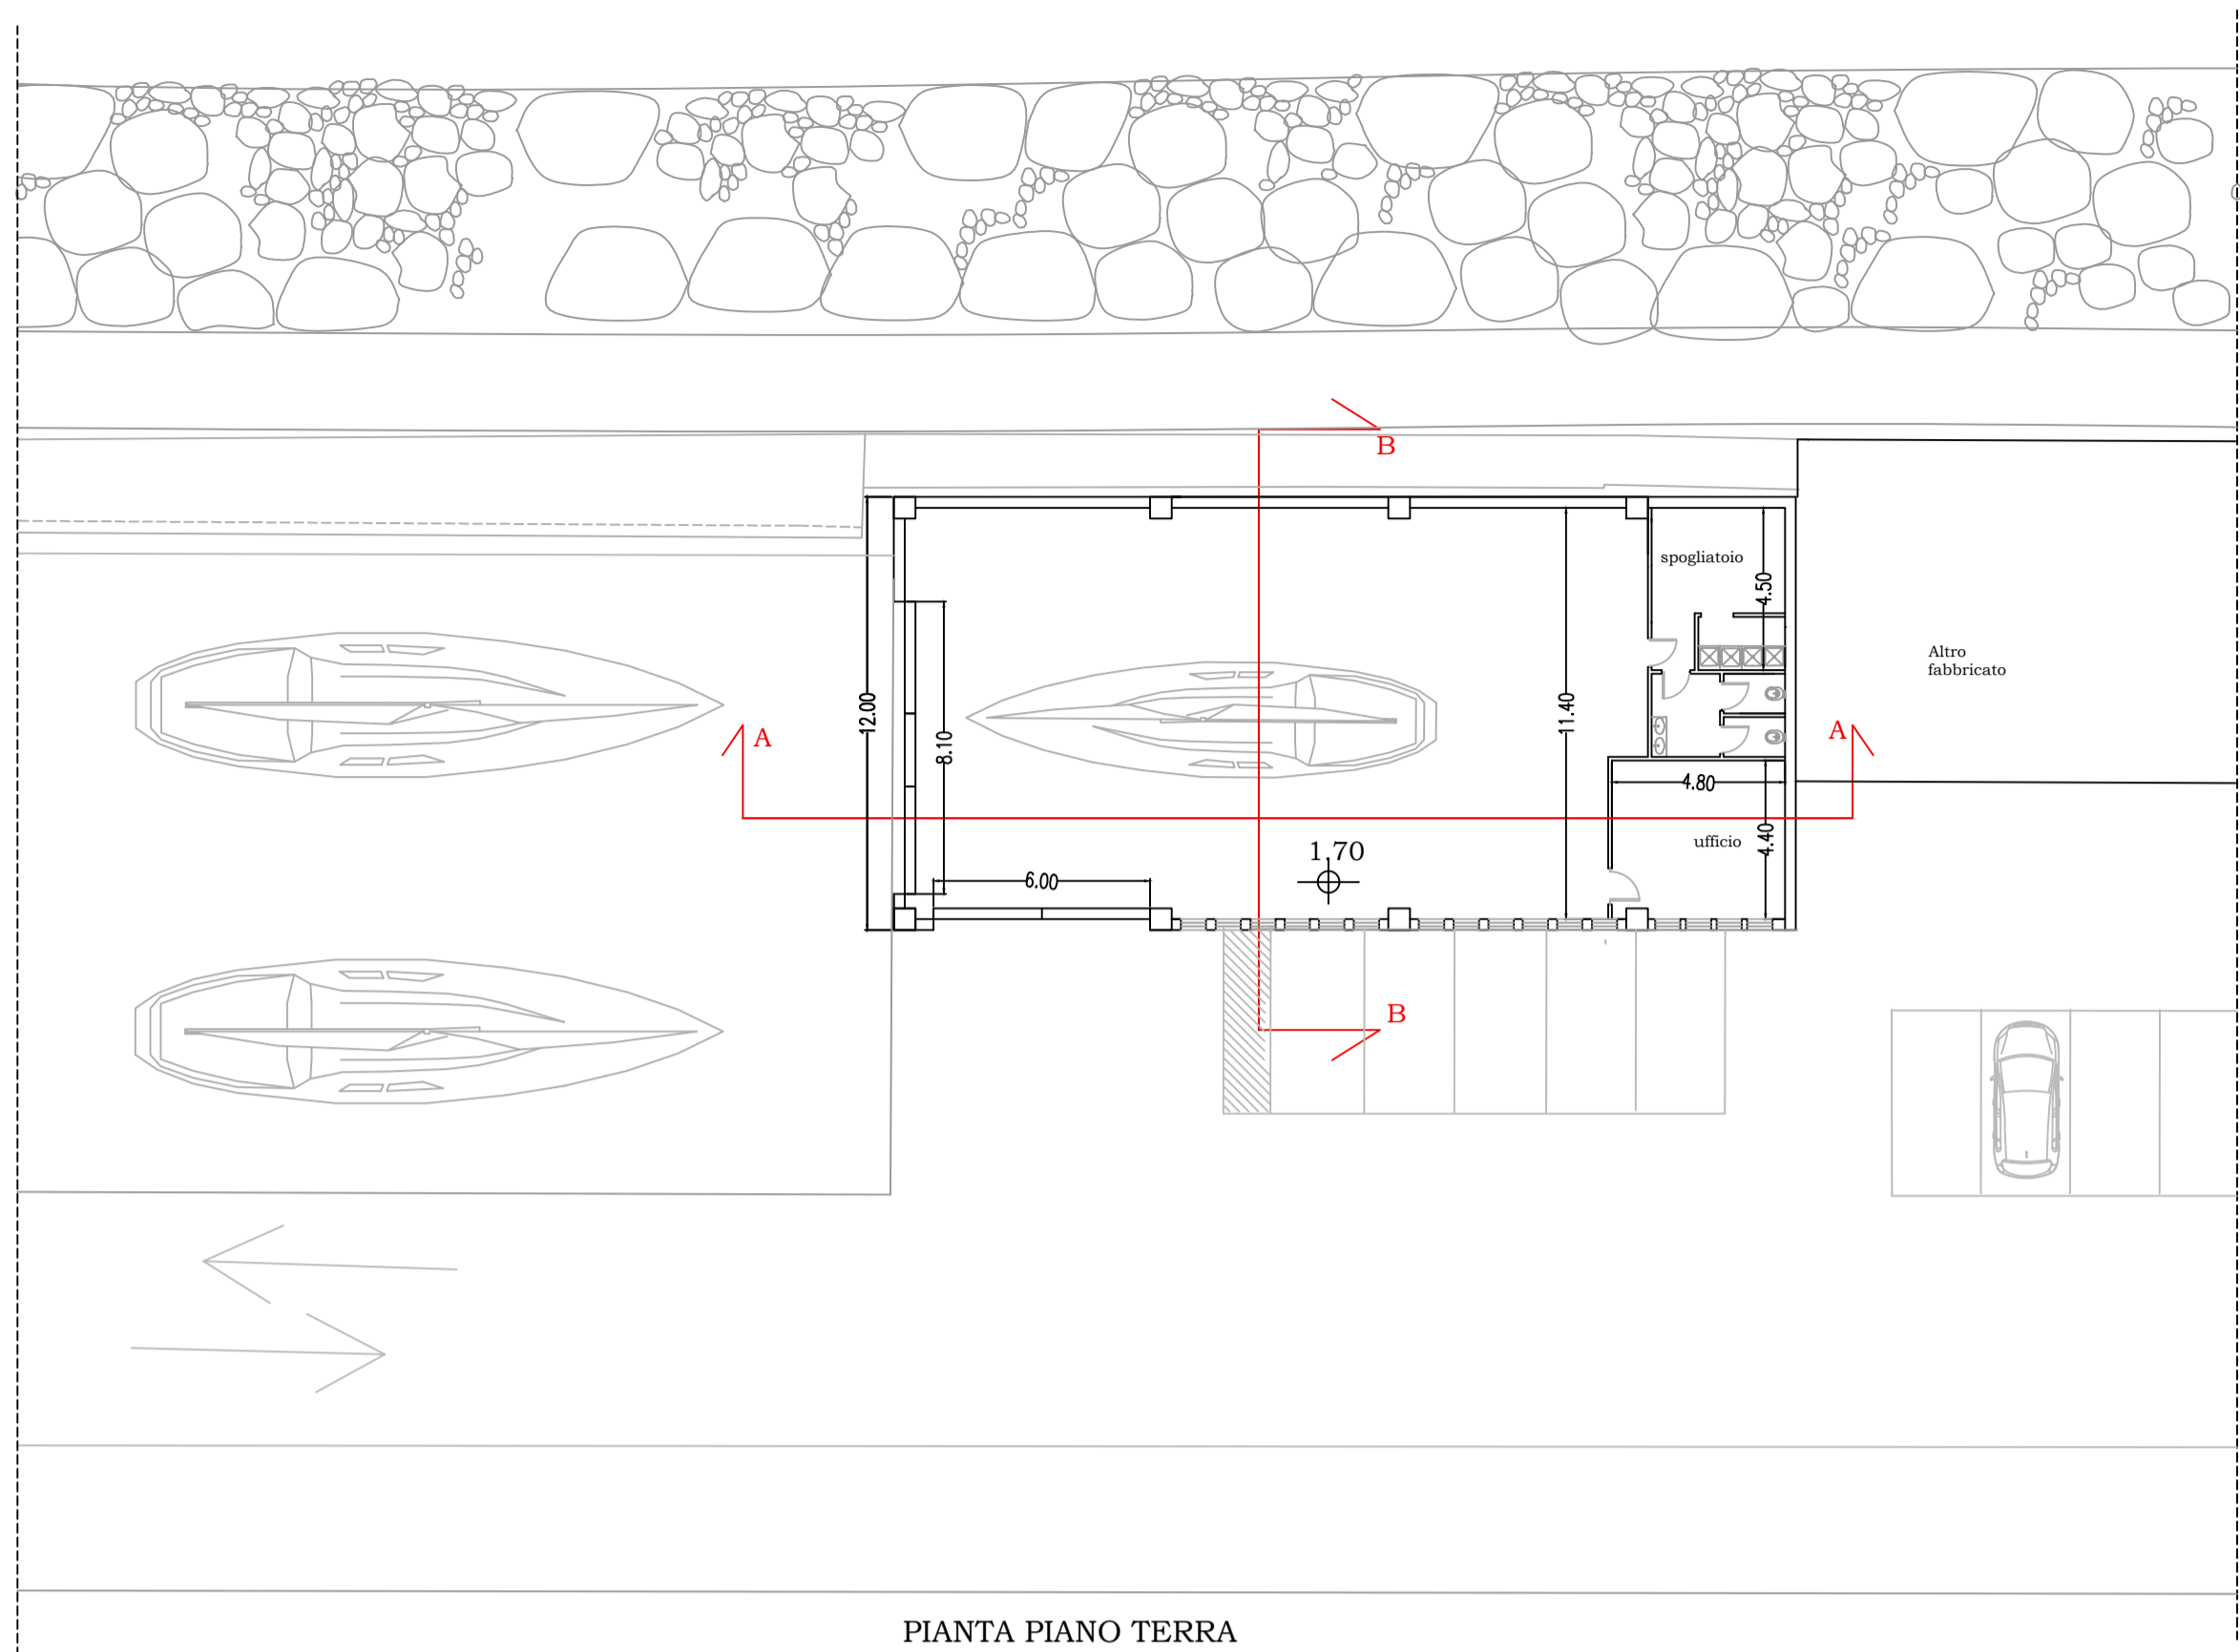 B
spogliatoio
4.50
Altro
fabbricato
12.00
8.10
11.40
A
A
4.80
ufficio
4.40
1.70
6.00
B
PIANTA PIANO TERRA